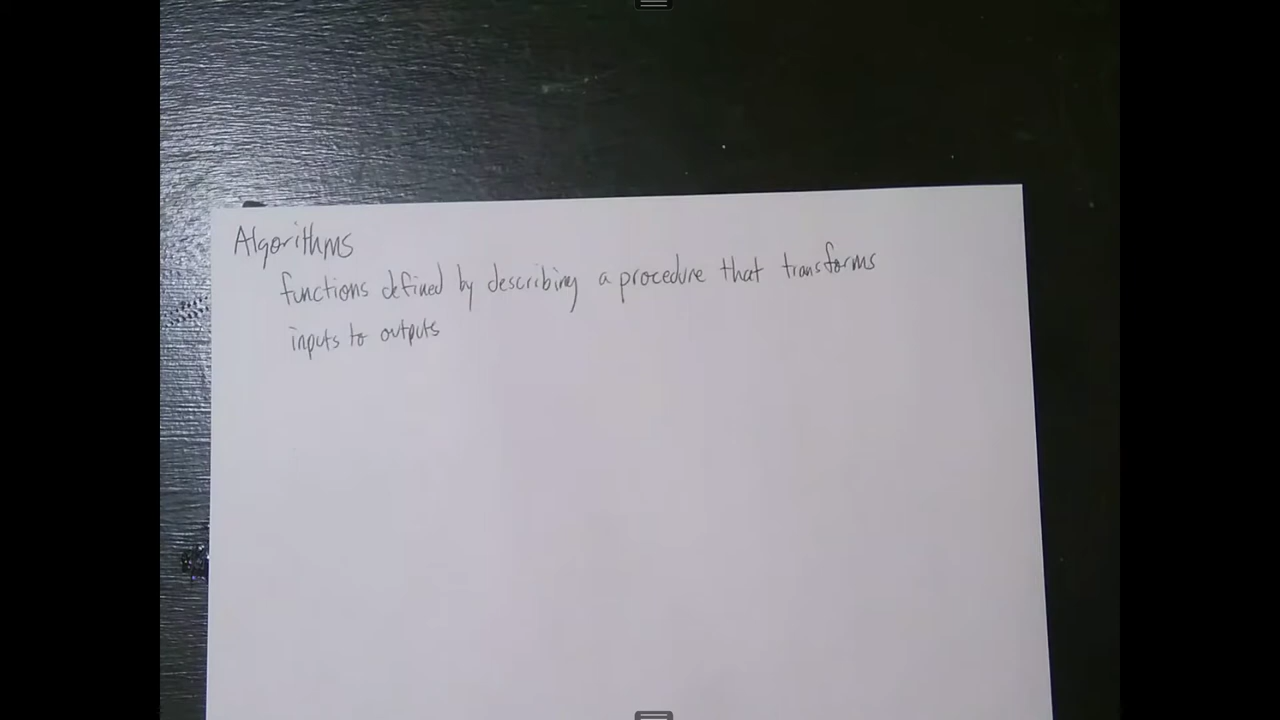 Algorithms
functions defined by describing a procedure that transforms
inputs to outputs